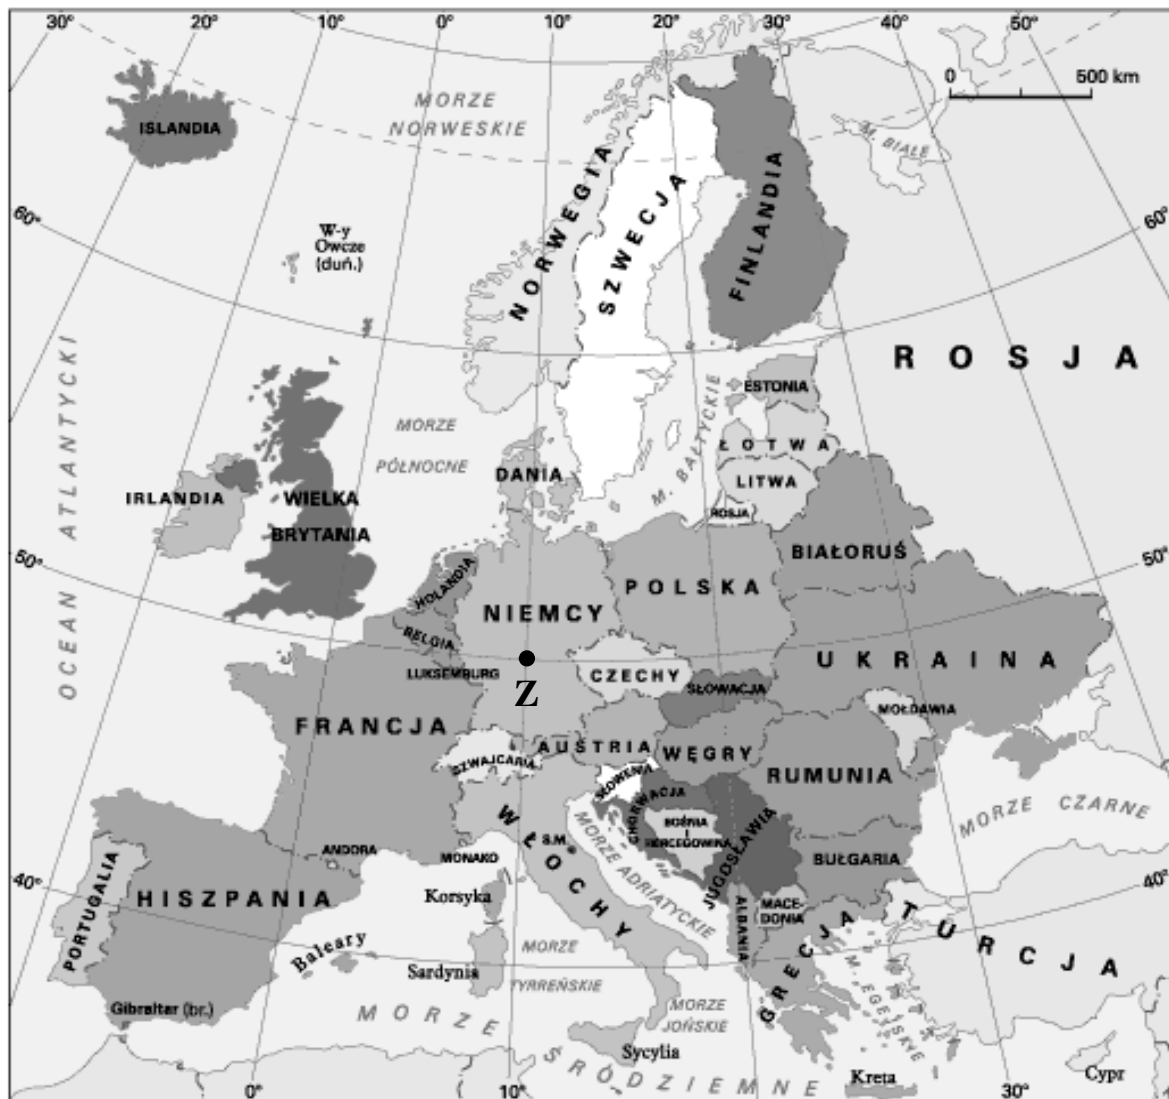 30° 20° 10° 0° 10° 20° 30° 40° 50°
0 500 km
ISLANDIA
MORZE
NORWESKIE
M. BIAŁE
60°
60°
W-y
Owcze
(duń.)
NORWEGIA
SZWECJA
FINLANDIA
ROSJA
OCEAN ATLANTYCKI
ESTONIA
MORZE
PÓŁNOCNE
M. BAŁTYCKIE
ŁOTWA
DANIA
LITWA
IRLANDIA
WIELKA
BRYTANIA
ROSJA
BIAŁORUŚ
50°
50°
HOLANDIA
NIEMCY
POLSKA
BELGIA
LUKSEMBURG
Z
CZECHY
SŁOWACJA
UKRAINA
MOŁDAWIA
FRANCJA
SZWAJCARIA
AUSTRIA
WĘGRY
RUMUNIA
SŁOWENIA
CHORWACJA
BOŚNIA
I
HERCEGOWINA
JUGOSŁAWIA
MORZE CZARNE
WŁOCHY
S.M.
MORZE ADRIATYCKIE
BUŁGARIA
ANDORA
MONAKO
40°
40°
PORTUGALIA
HISZPANIA
Korsyka
ALBANIA
MACE-
DONIA
GRECJA
TURCJA
Baleary
Sardynia
MORZE
TYRREŃSKIE
M. EGEJSKIE
Gibraltar (br.)
MORZE
JOŃSKIE
MORZE ŚRÓDZIEMNE
Sycylia
Kreta
Cypr
0° 10° 30°